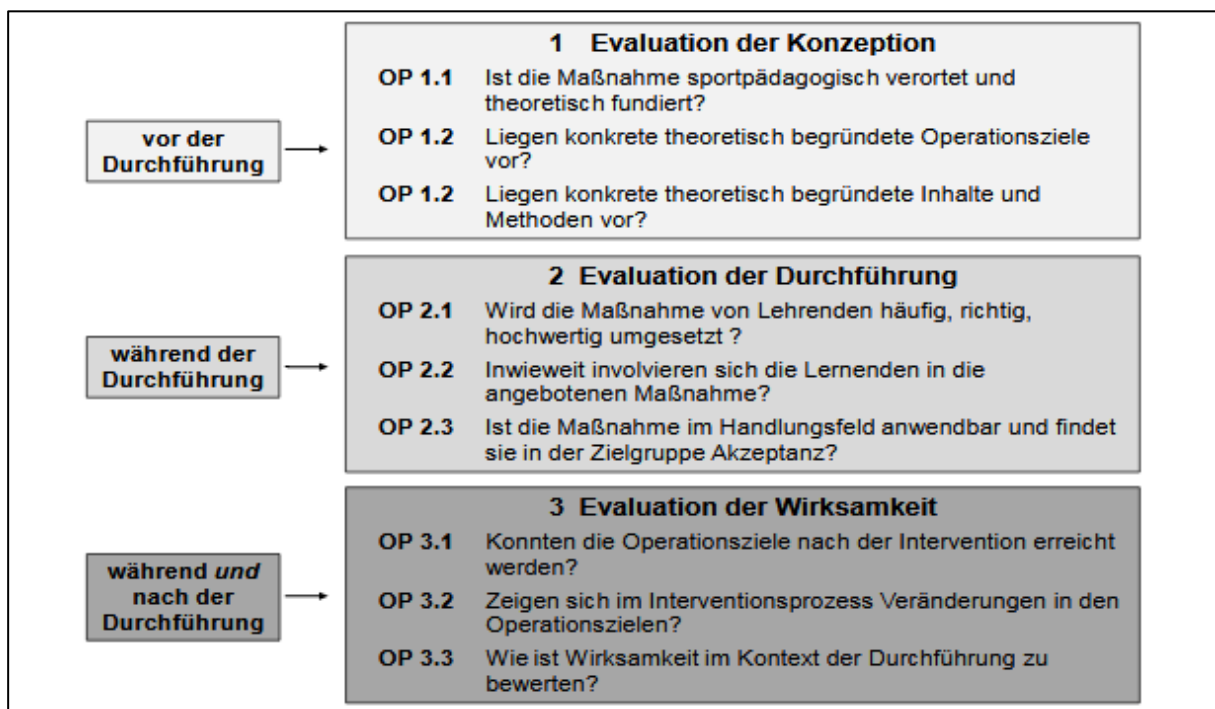 1 Evaluation der Konzeption
OP 1.1 Ist die Maßnahme sportpädagogisch verortet und
theoretisch fundiert?
vor der
Durchführung
OP 1.2 Liegen konkrete theoretisch begründete Operationsziele
vor?
OP 1.2 Liegen konkrete theoretisch begründete Inhalte und
Methoden vor?
2 Evaluation der Durchführung
OP 2.1 Wird die Maßnahme von Lehrenden häufig, richtig,
hochwertig umgesetzt ?
während der
Durchführung
OP 2.2 Inwieweit involvieren sich die Lernenden in die
angebotenen Maßnahme?
OP 2.3 Ist die Maßnahme im Handlungsfeld anwendbar und findet
sie in der Zielgruppe Akzeptanz?
3 Evaluation der Wirksamkeit
OP 3.1 Konnten die Operationsziele nach der Intervention erreicht
werden?
während und
nach der
Durchführung
OP 3.2 Zeigen sich im Interventionsprozess Veränderungen in den
Operationszielen?
OP 3.3 Wie ist Wirksamkeit im Kontext der Durchführung zu
bewerten?